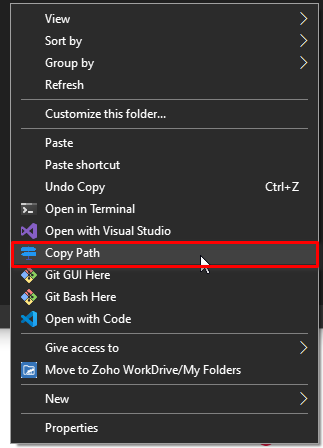 View
Sort by
Group by
Refresh
Customize this folder...
Paste
Paste shortcut
Undo Copy Ctrl+Z
Open in Terminal
Open with Visual Studio
Copy Path
Git GUI Here
Git Bash Here
Open with Code
Give access to
Move to Zoho WorkDrive/My Folders
New
Properties